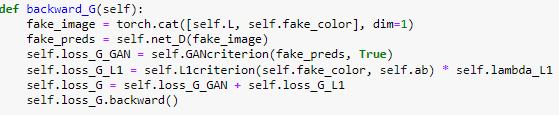 def backward_G(self):
    fake_image = torch.cat([self.L, self.fake_color], dim=1)
    fake_preds = self.net_D(fake_image)
    self.loss_G_GAN = self.GANcriterion(fake_preds, True)
    self.loss_G_L1 = self.L1criterion(self.fake_color, self.ab) * self.lambda_L1
    self.loss_G = self.loss_G_GAN + self.loss_G_L1
    self.loss_G.backward()